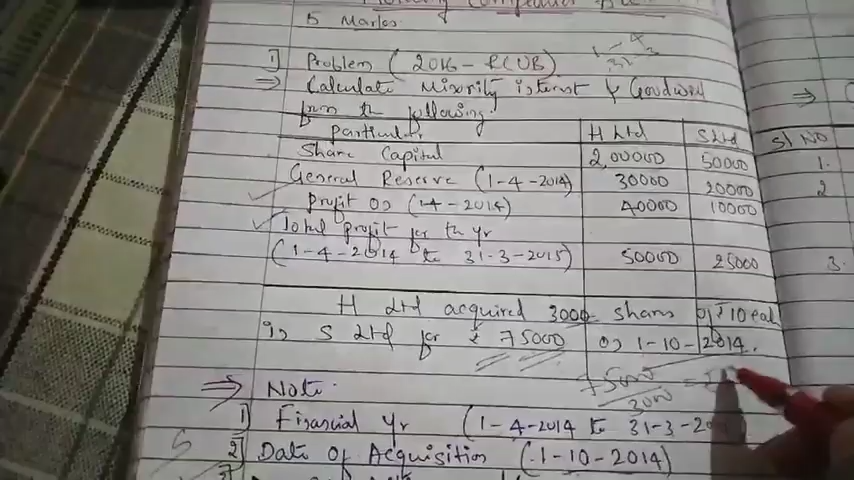 5 Marks.
1] Problem (2016 - RCUB)
⇒ Calculate Minority interest & Goodwill
from the following.
Particulars H Ltd S Ltd
Share Capital 2,00000 50000
General Reserve (1-4-2014) 30000 20000
Profit on (1-4-2014) 40000 10000
Total profit for the yr
(1-4-2014 to 31-3-2015) 50000 25000
H Ltd acquired 3000 shares of ₹10 each
in S Ltd for ₹ 75000 on 1-10-2014.
75000
3000
⇒ Note:
1] Financial yr (1-4-2014 to 31-3-20
2] Date of Acquisition (1-10-2014)
3]
⇒
Sl No
1.
2
3.